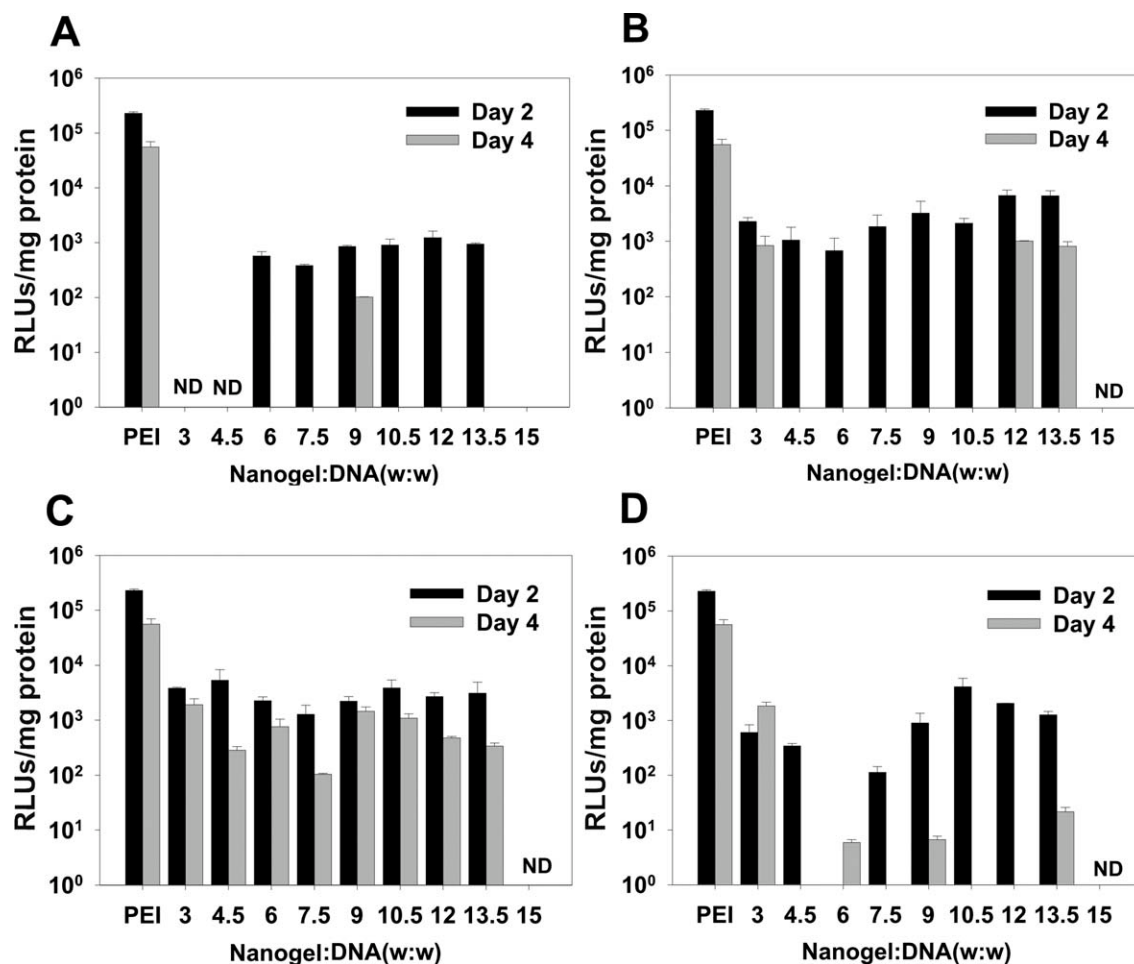 A
RLUs/mg protein
10⁶
10⁵
10⁴
10³
10²
10¹
10⁰
Day 2
Day 4
ND ND
PEI 3 4.5 6 7.5 9 10.5 12 13.5 15
Nanogel:DNA(w:w)
B
RLUs/mg protein
10⁶
10⁵
10⁴
10³
10²
10¹
10⁰
Day 2
Day 4
ND
PEI 3 4.5 6 7.5 9 10.5 12 13.5 15
Nanogel:DNA(w:w)
C
RLUs/mg protein
10⁶
10⁵
10⁴
10³
10²
10¹
10⁰
Day 2
Day 4
ND
PEI 3 4.5 6 7.5 9 10.5 12 13.5 15
Nanogel:DNA(w:w)
D
RLUs/mg protein
10⁶
10⁵
10⁴
10³
10²
10¹
10⁰
Day 2
Day 4
ND
PEI 3 4.5 6 7.5 9 10.5 12 13.5 15
Nanogel:DNA(w:w)